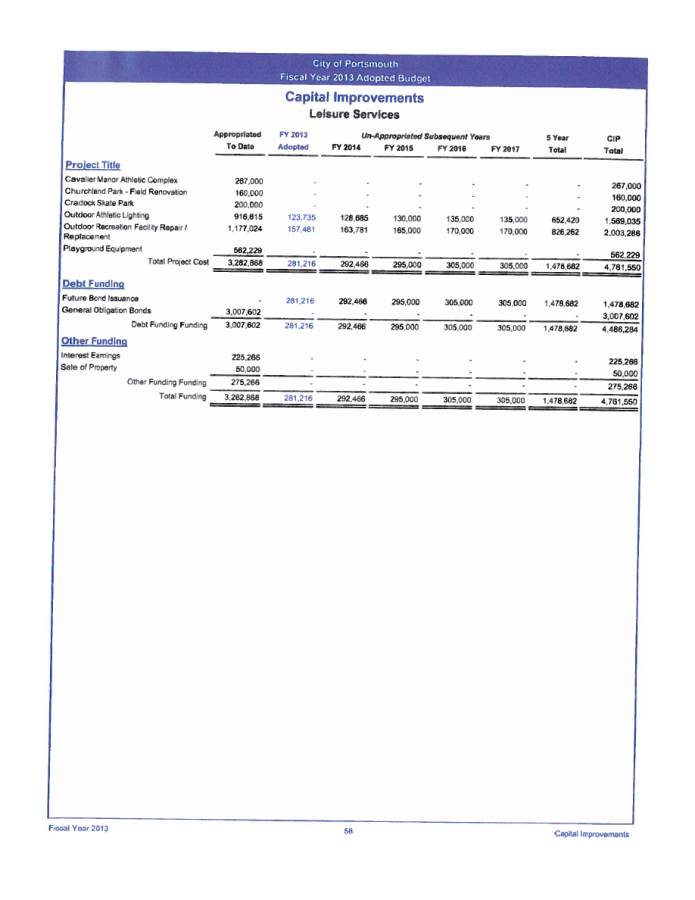 City of Portsmouth
Fiscal Year 2013 Adopted Budget
Capital Improvements
Leisure Services
Appropriated FY 2013 Un-Appropriated Subsequent Years 5 Year CIP
To Date Adopted FY 2014 FY 2015 FY 2016 FY 2017 Total Total
Project Title
Cavalier Manor Athletic Complex 267,000 - - - - - - 267,000
Churchland Park - Field Renovation 160,000 - - - - - - 160,000
Cradock Skate Park 200,000 - - - - - - 200,000
Outdoor Athletic Lighting 916,615 123,735 128,685 130,000 135,000 135,000 652,420 1,569,035
Outdoor Recreation Facility Repair / 1,177,024 157,481 163,781 165,000 170,000 170,000 826,262 2,003,286
Replacement
Playground Equipment 562,229 - - - - - - 562,229
Total Project Cost 3,282,868 281,216 292,466 295,000 305,000 305,000 1,478,682 4,761,550
Debt Funding
Future Bond Issuance - 281,216 292,466 295,000 305,000 305,000 1,478,682 1,478,682
General Obligation Bonds 3,007,602 - - - - - - 3,007,602
Debt Funding Funding 3,007,602 281,216 292,466 295,000 305,000 305,000 1,478,682 4,486,284
Other Funding
Interest Earnings 225,266 - - - - - - 225,266
Sale of Property 50,000 - - - - - - 50,000
Other Funding Funding 275,266 - - - - - - 275,266
Total Funding 3,282,868 281,216 292,466 295,000 305,000 305,000 1,478,682 4,761,550
Fiscal Year 2013 56 Capital Improvements